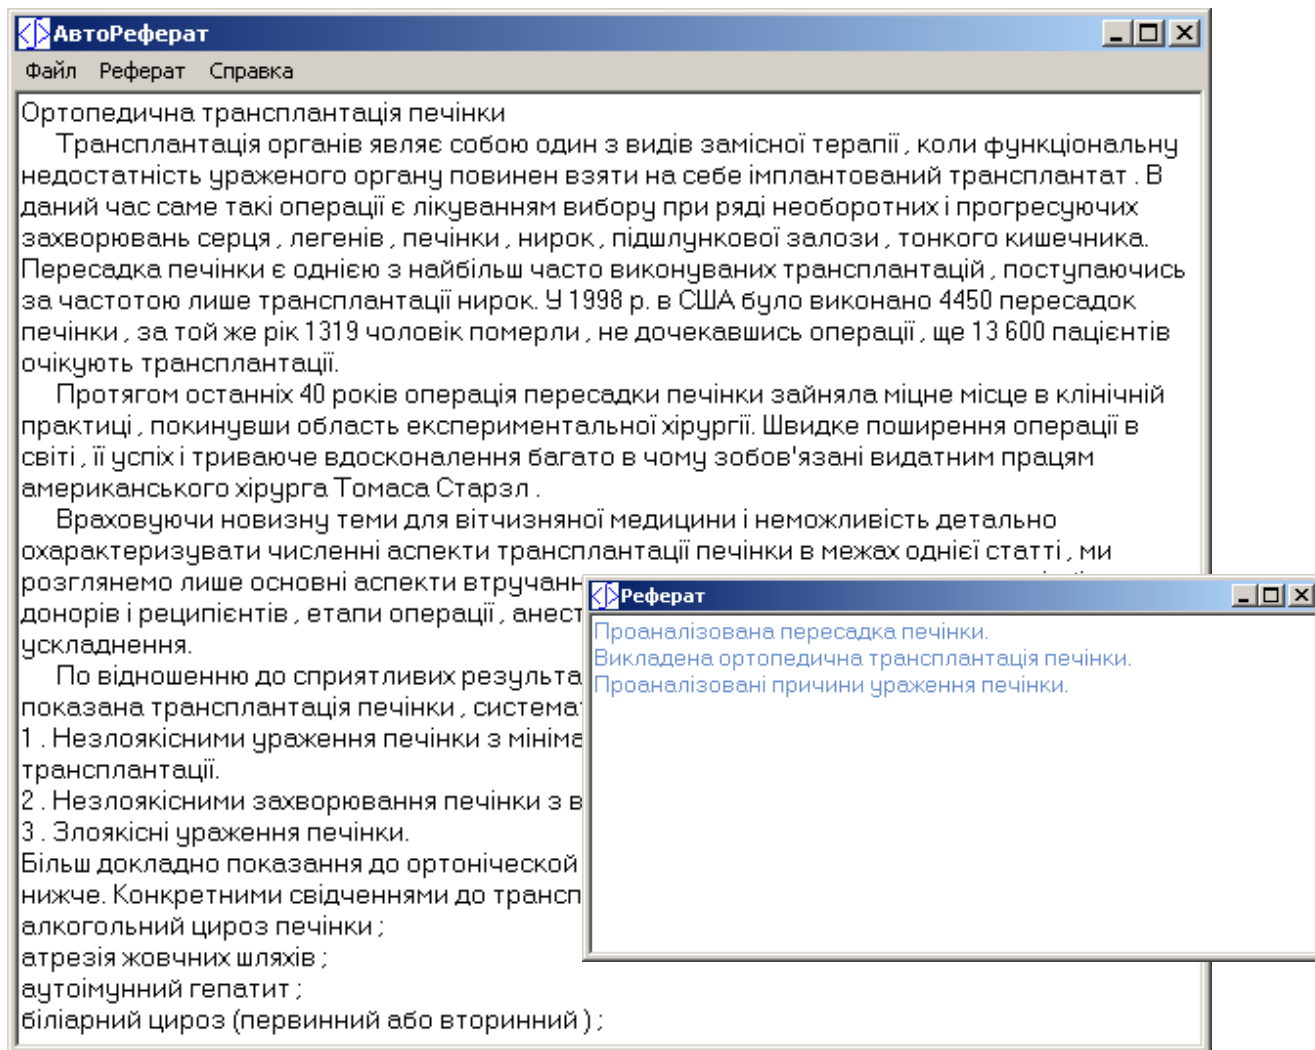 АвтоРеферат
Файл Реферат Справка
Ортопедична трансплантація печінки
Трансплантація органів являє собою один з видів замісної терапії , коли функціональну
недостатність ураженого органу повинен взяти на себе імплантований трансплантат . В
даний час саме такі операції є лікуванням вибору при ряді необоротних і прогресуючих
захворювань серця , легенів , печінки , нирок , підшлункової залози , тонкого кишечника.
Пересадка печінки є однією з найбільш часто виконуваних трансплантацій , поступаючись
за частотою лише трансплантації нирок. У 1998 р. в США було виконано 4450 пересадок
печінки , за той же рік 1319 чоловік померли , не дочекавшись операції , ще 13 600 пацієнтів
очікують трансплантації.
Протягом останніх 40 років операція пересадки печінки зайняла міцне місце в клінічній
практиці , покинувши область експериментальної хірургії. Швидке поширення операції в
світі , її успіх і триваюче вдосконалення багато в чому зобов'язані видатним працям
американського хірурга Томаса Старзл .
Враховуючи новизну теми для вітчизняної медицини і неможливість детально
охарактеризувати численні аспекти трансплантації печінки в межах однієї статті , ми
розглянемо лише основні аспекти втручанн
донорів і реципієнтів , етапи операції , анест
ускладнення.
По відношенню до сприятливих результа
показана трансплантація печінки , система
1 . Незлоякісними ураження печінки з мініма
трансплантації.
2 . Незлоякісними захворювання печінки з в
3 . Злоякісні ураження печінки.
Більш докладно показання до ортонічеcкой
нижче. Конкретними свідченнями до трансп
алкогольний цироз печінки ;
атрезія жовчних шляхів ;
аутоімунний гепатит ;
біліарний цироз (первинний або вторинний ) ;
Реферат
Проаналізована пересадка печінки.
Викладена ортопедична трансплантація печінки.
Проаналізовані причини ураження печінки.